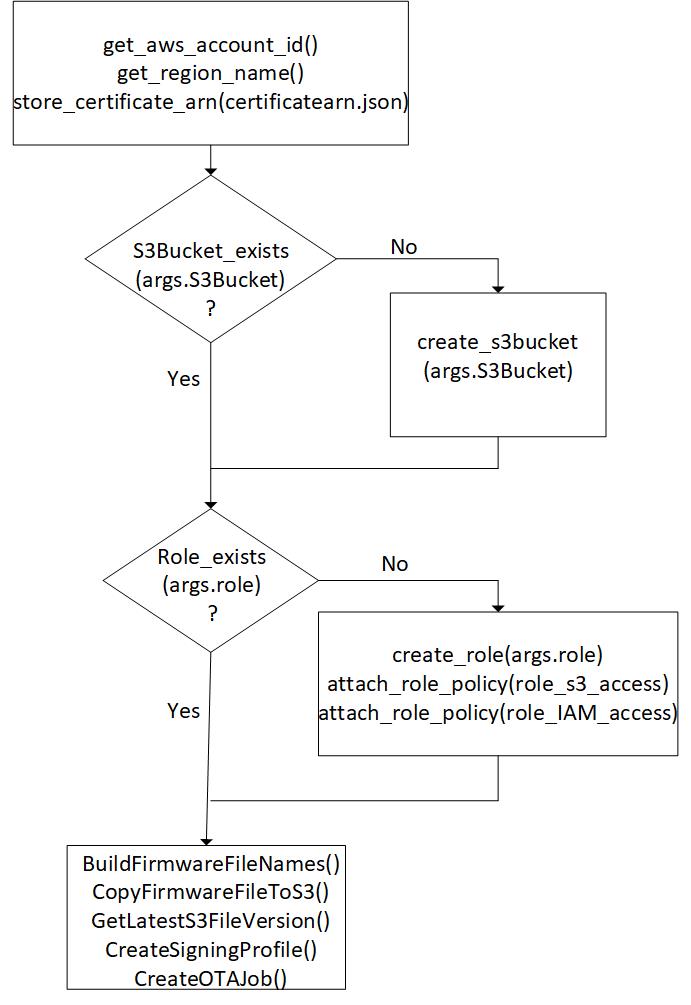 get_aws_account_id()
get_region_name()
store_certificate_arn(certificatearn.json)
S3Bucket_exists
(args.S3Bucket)
?
No
create_s3bucket
(args.S3Bucket)
Yes
Role_exists
(args.role)
?
No
create_role(args.role)
attach_role_policy(role_s3_access)
attach_role_policy(role_IAM_access)
Yes
BuildFirmwareFileNames()
CopyFirmwareFileToS3()
GetLatestS3FileVersion()
CreateSigningProfile()
CreateOTAJob()